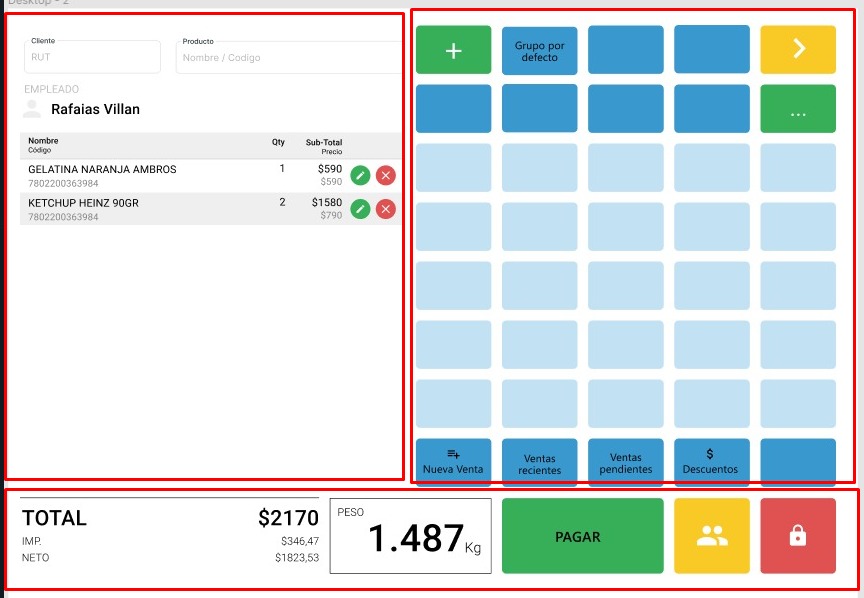 Desktop - 2
Cliente
RUT
Producto
Nombre / Codigo
EMPLEADO
Rafaias Villan
Nombre Qty Sub-Total
Código Precio
GELATINA NARANJA AMBROS 1 $590
7802200363984 $590
KETCHUP HEINZ 90GR 2 $1580
7802200363984 $790
+
Grupo por
defecto
...
Nueva Venta
Ventas
recientes
Ventas
pendientes
$
Descuentos
TOTAL $2170
IMP. $346,47
NETO $1823,53
PESO
1.487 Kg
PAGAR